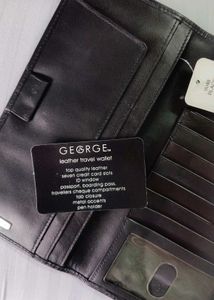 GEORGE.
leather travel wallet
top quality leather
seven credit card slots
ID window
passport, boarding pass,
travellers cheque compartments
tab closure
metal accents
pen holder